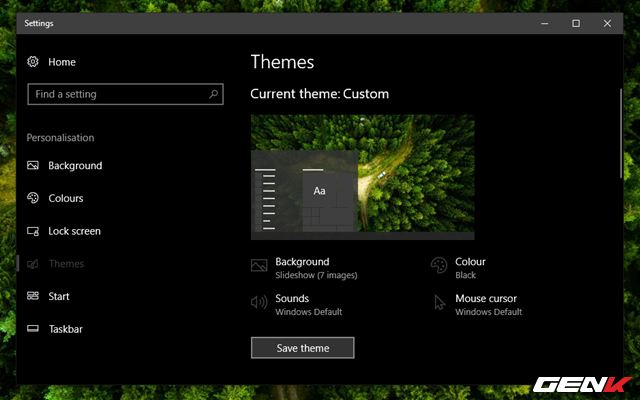 Settings
Home
Find a setting
Personalisation
Background
Colours
Lock screen
Themes
Start
Taskbar
Themes
Current theme: Custom
Aa
Background
Slideshow (7 images)
Colour
Black
Sounds
Windows Default
Mouse cursor
Windows Default
Save theme
GENK